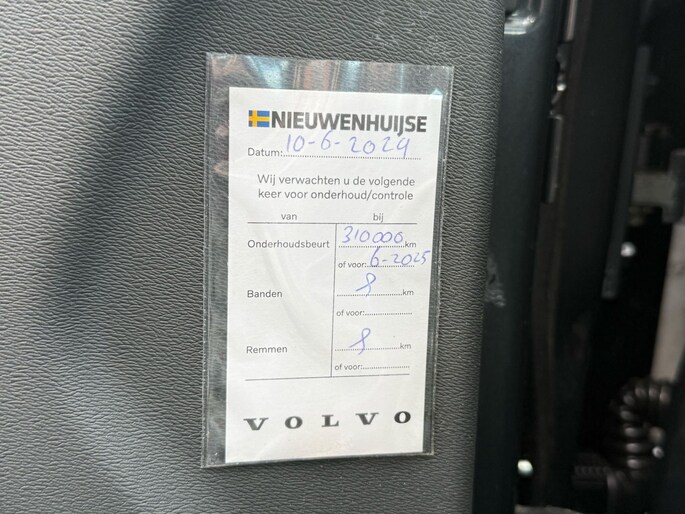 NIEUWENHUIJSE
Datum: 10-6-2024
Wij verwachten u de volgende
keer voor onderhoud/controle
van bij
Onderhoudsbeurt 310000 km
of voor: 6-2025
Banden 8 km
of voor:
Remmen 8 km
of voor:
VOLVO